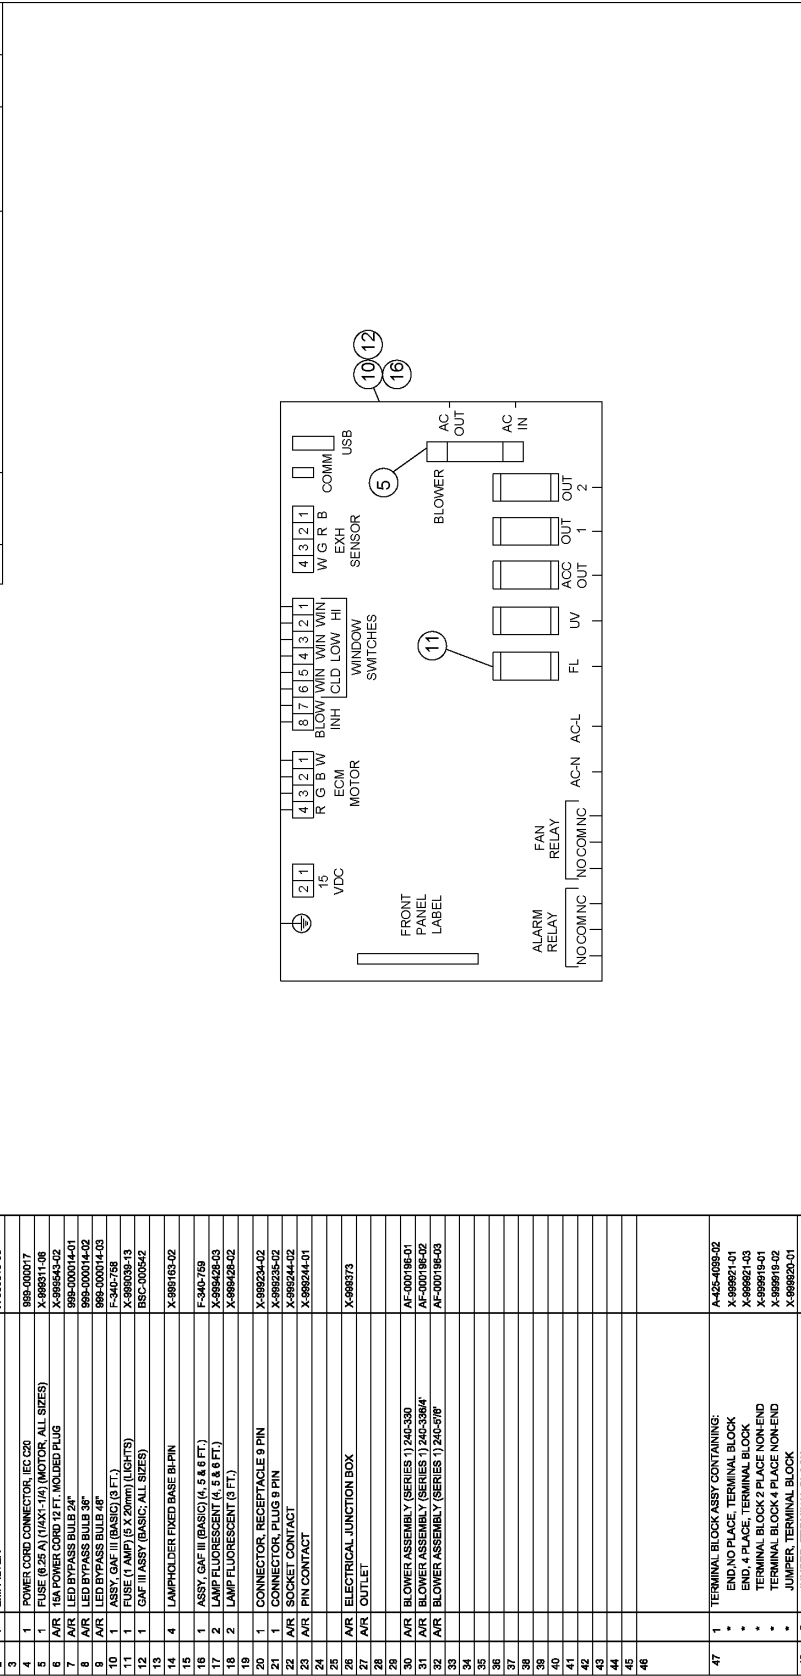 3
4 1 POWER CORD CONNECTOR, IEC C20 999-000017
5 1 FUSE (6.25 A) (1/4X1-1/4) (MOTOR, ALL SIZES) X-999311-06
6 A/R 15A POWER CORD 12 FT. MOLDED PLUG X-999543-02
7 A/R LED BYPASS BULB 24" 999-000014-01
8 A/R LED BYPASS BULB 36" 999-000014-02
9 A/R LED BYPASS BULB 48" 999-000014-03
10 1 ASSY, GAF III (BASIC) (3 FT.) F-340-758
11 1 FUSE (1 AMP) (5 X 20mm) (LIGHTS) X-999039-13
12 1 GAF III ASSY (BASIC; ALL SIZES) BSC-000542
13
14 4 LAMPHOLDER FIXED BASE BI-PIN X-999163-02
15
16 1 ASSY, GAF III (BASIC) (4, 5 & 6 FT.) F-340-759
17 2 LAMP FLUORESCENT (4, 5 & 6 FT.) X-999428-03
18 2 LAMP FLUORESCENT (3 FT.) X-999428-02
19
20 1 CONNECTOR, RECEPTACLE 9 PIN X-999234-02
21 1 CONNECTOR, PLUG 9 PIN X-999235-02
22 A/R SOCKET CONTACT X-999244-02
23 A/R PIN CONTACT X-999244-01
24
25
26 A/R ELECTRICAL JUNCTION BOX X-999373
27 A/R OUTLET
28
29
30 A/R BLOWER ASSEMBLY (SERIES 1) 240-330 AF-000196-01
31 A/R BLOWER ASSEMBLY (SERIES 1) 240-336/4' AF-000196-02
32 A/R BLOWER ASSEMBLY (SERIES 1) 240-5'/6' AF-000196-03
33
34
35
36
37
38
39
40
41
42
43
44
45
46
47 1 TERMINAL BLOCK ASSY CONTAINING: A-425-4099-02
* END,NO PLACE, TERMINAL BLOCK X-999921-01
* END, 4 PLACE, TERMINAL BLOCK X-999921-03
* TERMINAL BLOCK 2 PLACE NON-END X-999919-01
* TERMINAL BLOCK 4 PLACE NON-END X-999919-02
* JUMPER, TERMINAL BLOCK X-999920-01
2 1
15
VDC
4 3 2 1
R G B W
ECM
MOTOR
8 7 6 5 4 3 2 1
BLOW WIN WIN WIN
INH CLD LOW HI
WINDOW
SWITCHES
4 3 2 1
W G R B
EXH
SENSOR
COMM
USB
10 12
16
5
BLOWER
AC
OUT
AC
IN
FRONT
PANEL
LABEL
11
ALARM
RELAY
NO COM NC
FAN
RELAY
NO COM NC
AC-N
AC-L
FL
UV
ACC
OUT
OUT
1
OUT
2